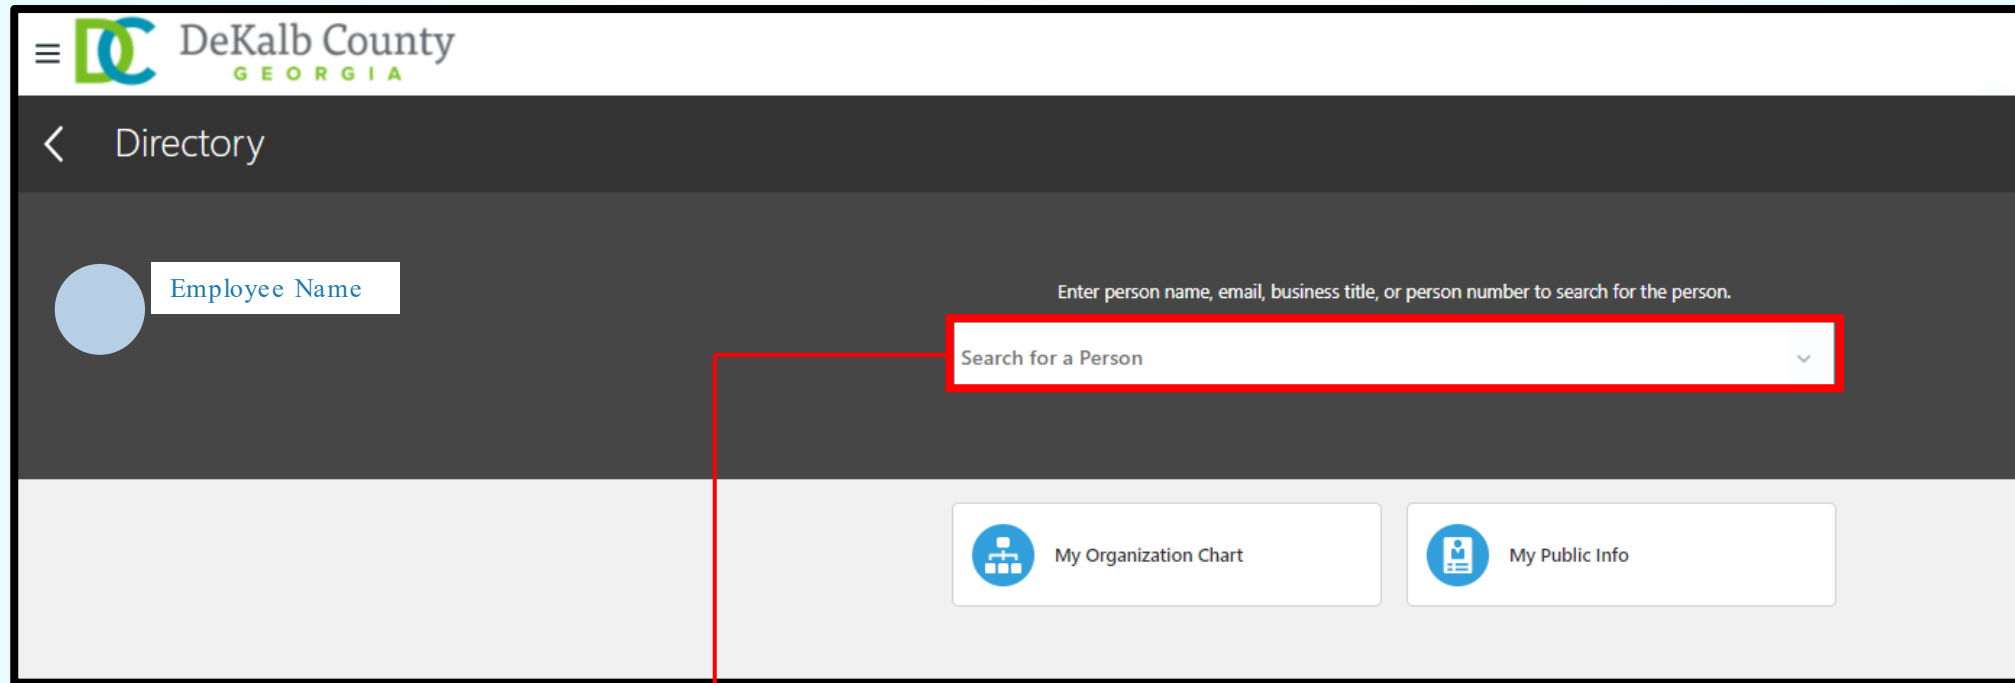 DeKalb County
GEORGIA
Directory
Employee Name
Enter person name, email, business title, or person number to search for the person.
Search for a Person
My Organization Chart
My Public Info